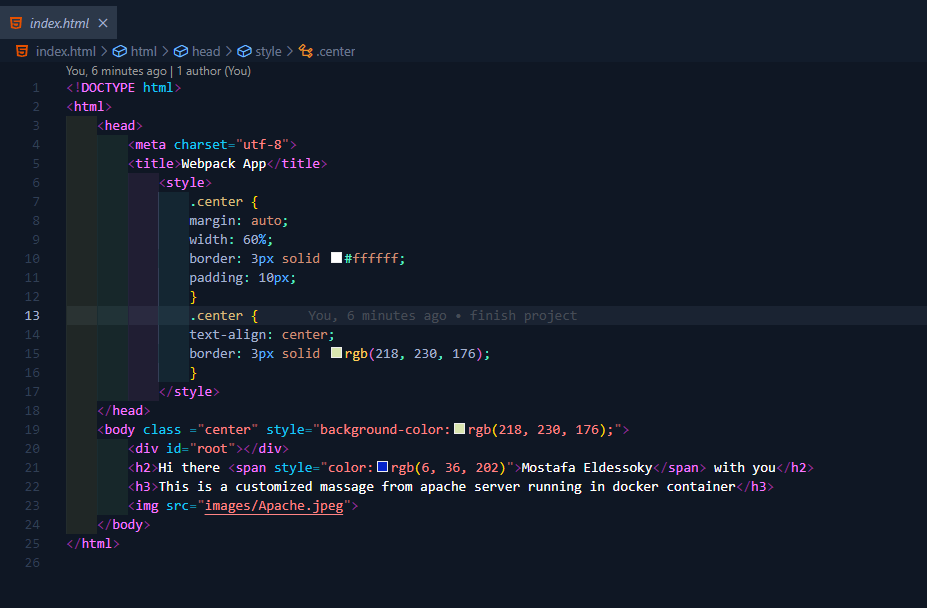 index.html
index.html > html > head > style > .center
You, 6 minutes ago | 1 author (You)
1 <!DOCTYPE html>
2 <html>
3 <head>
4 <meta charset="utf-8">
5 <title>Webpack App</title>
6 <style>
7 .center {
8 margin: auto;
9 width: 60%;
10 border: 3px solid #ffffff;
11 padding: 10px;
12 }
13 .center { You, 6 minutes ago • finish project
14 text-align: center;
15 border: 3px solid rgb(218, 230, 176);
16 }
17 </style>
18 </head>
19 <body class ="center" style="background-color: rgb(218, 230, 176);">
20 <div id="root"></div>
21 <h2>Hi there <span style="color: rgb(6, 36, 202)">Mostafa Eldessoky</span> with you</h2>
22 <h3>This is a customized massage from apache server running in docker container</h3>
23 <img src="images/Apache.jpeg">
24 </body>
25 </html>
26